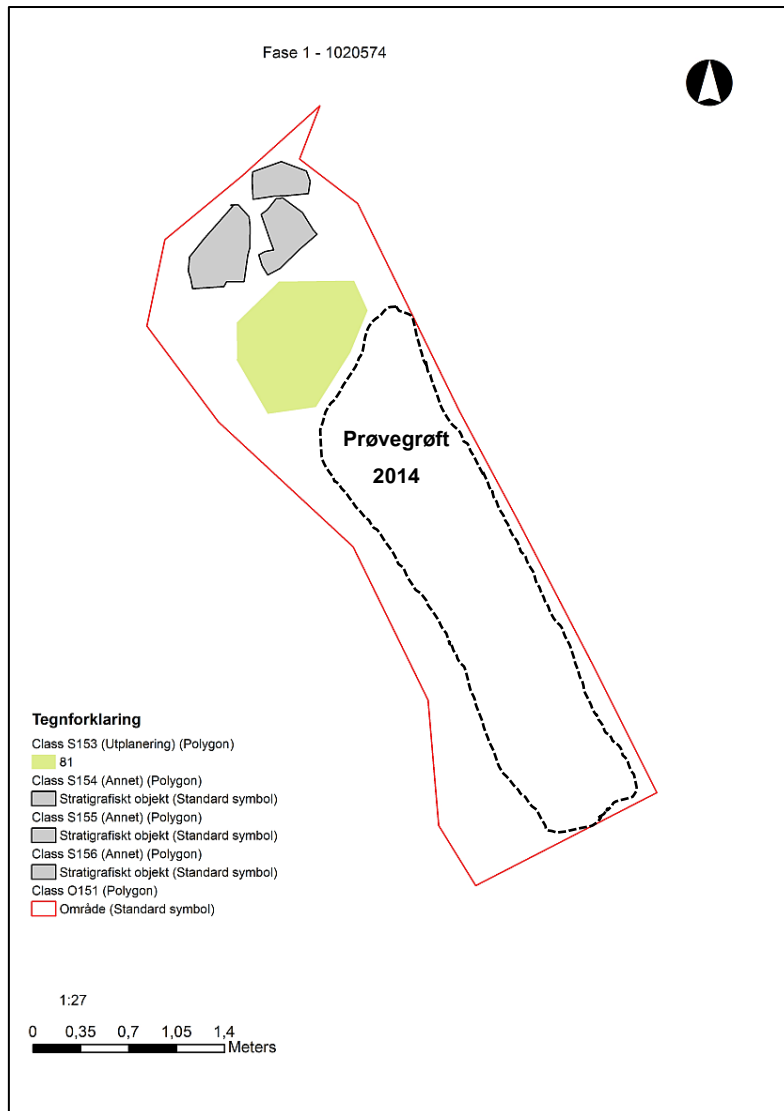 Fase 1 - 1020574
Prøvegrøft
2014
Tegnforklaring
Class S153 (Utplanering) (Polygon)
81
Class S154 (Annet) (Polygon)
Stratigrafiskt objekt (Standard symbol)
Class S155 (Annet) (Polygon)
Stratigrafiskt objekt (Standard symbol)
Class S156 (Annet) (Polygon)
Stratigrafiskt objekt (Standard symbol)
Class O151 (Polygon)
Område (Standard symbol)
1:27
0 0,35 0,7 1,05 1,4
Meters